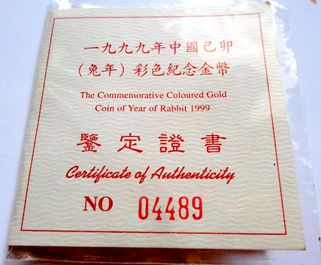 一九九九年中國己卯
(兔年)彩色紀念金幣
The Commemorative Coloured Gold
Coin of Year of Rabbit 1999
鑒定證書
Certificate of Authenticity
NO 04489